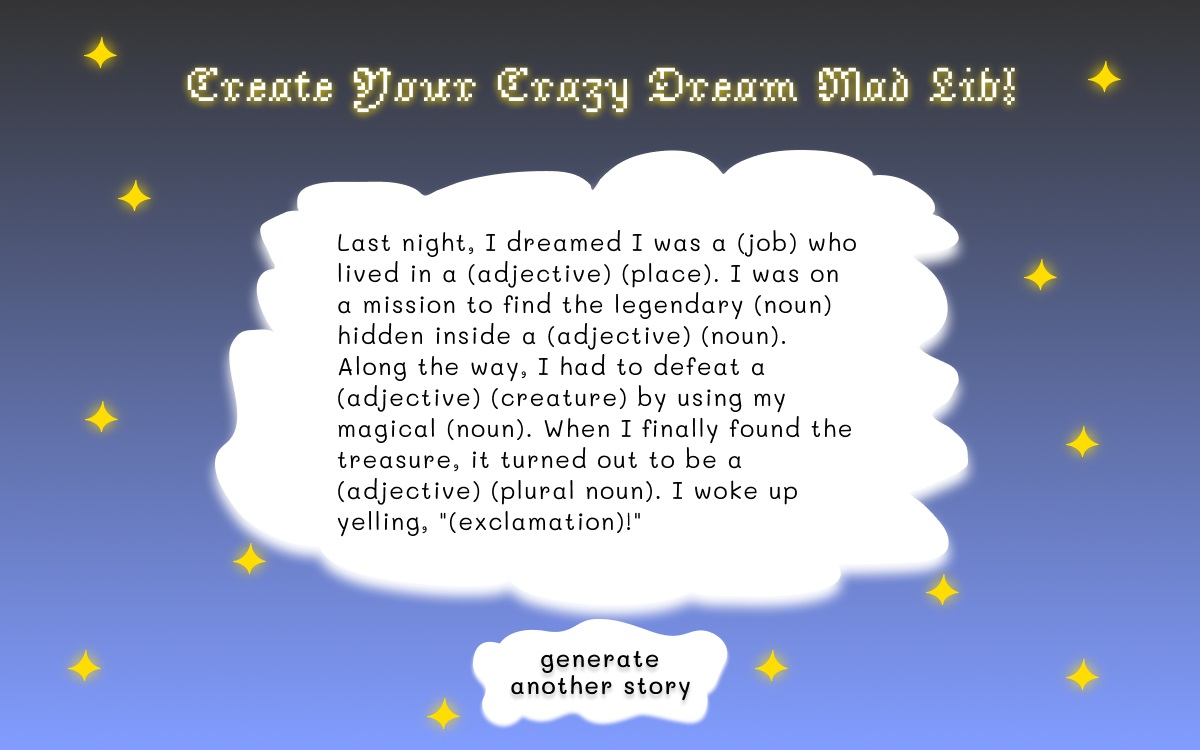 Create Your Crazy Dream Mad Lib!
Last night, I dreamed I was a (job) who
lived in a (adjective) (place). I was on
a mission to find the legendary (noun)
hidden inside a (adjective) (noun).
Along the way, I had to defeat a
(adjective) (creature) by using my
magical (noun). When I finally found the
treasure, it turned out to be a
(adjective) (plural noun). I woke up
yelling, "(exclamation)!"
generate
another story